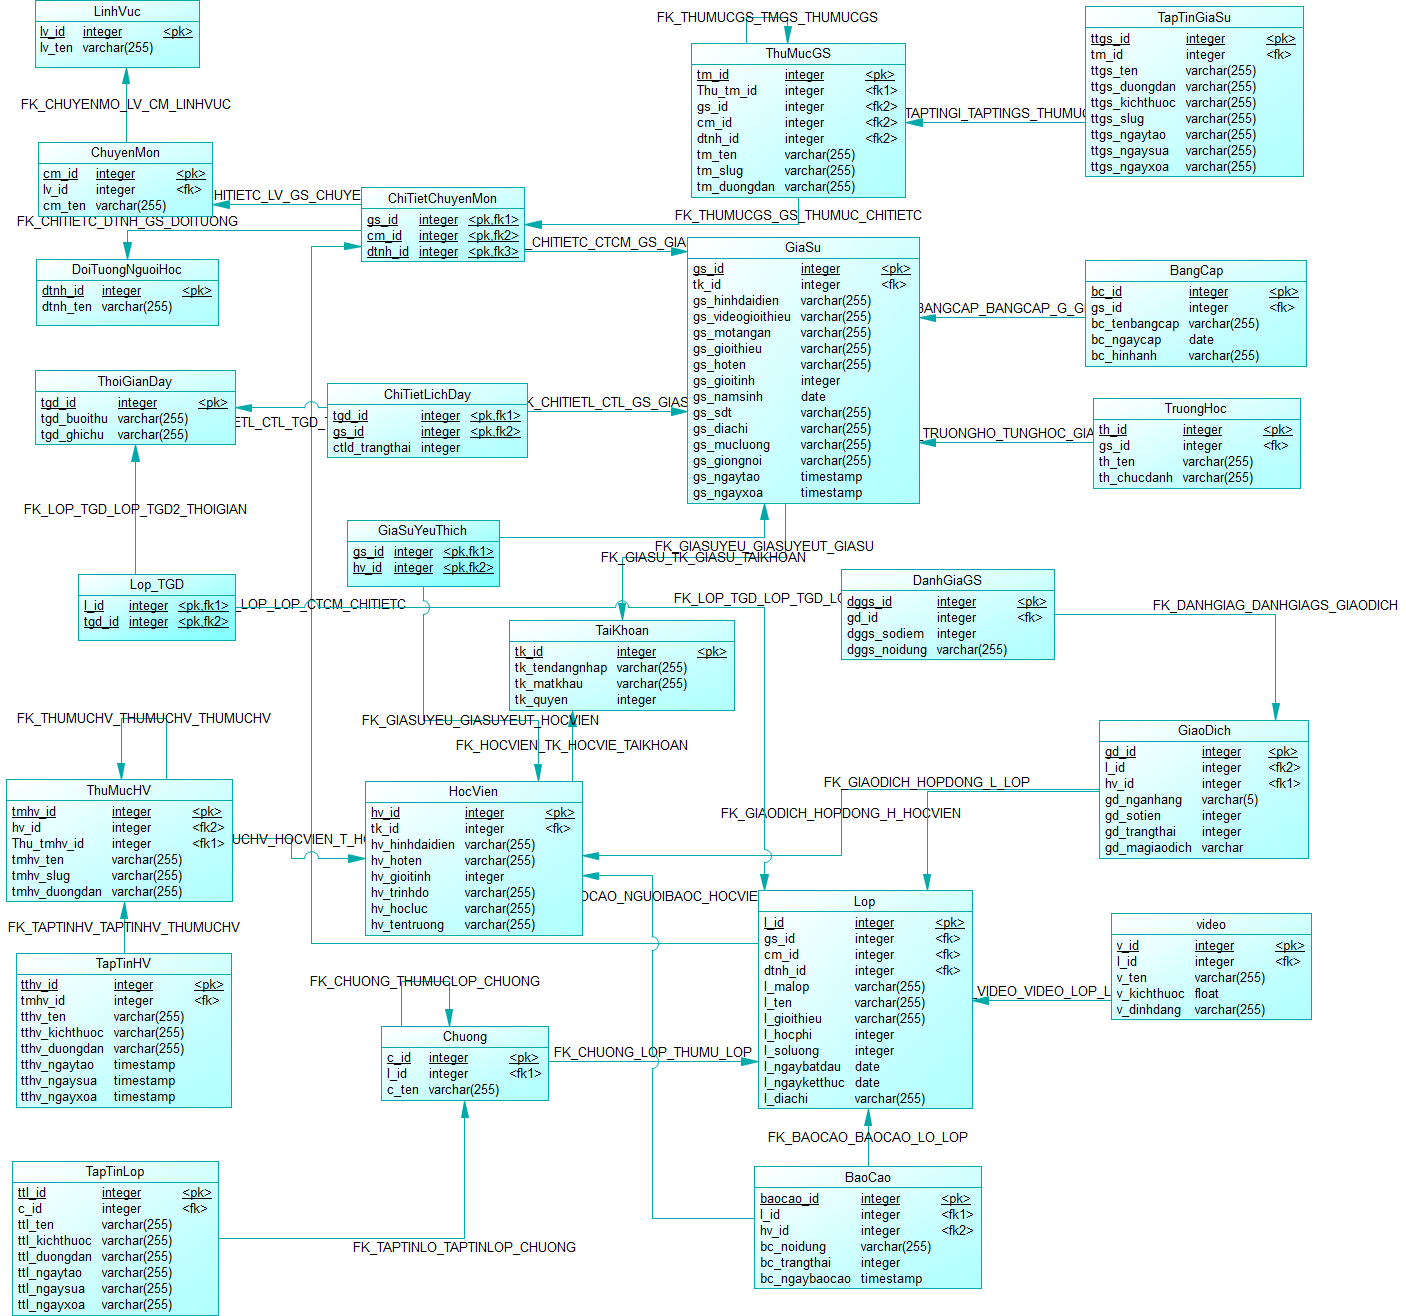 LinhVuc
lv_id integer <pk>
lv_ten varchar(255)
FK_CHUYENMO_LV_CM_LINHVUC
ChuyenMon
cm_id integer <pk>
lv_id integer <fk>
cm_ten varchar(255)
HITIETC_LV_GS_CHUYE
FK_CHITIETC_DTNH_GS_DOITUONG
DoiTuongNguoiHoc
dtnh_id integer <pk>
dtnh_ten varchar(255)
ChiTietChuyenMon
gs_id integer <pk,fk1>
cm_id integer <pk,fk2>
dtnh_id integer <pk,fk3>
_CHITIETC_CTCM_GS_GIA
FK_THUMUCGS_TMGS_THUMUCGS
ThuMucGS
tm_id integer <pk>
Thu_tm_id integer <fk1>
gs_id integer <fk2>
cm_id integer <fk2>
dtnh_id integer <fk2>
tm_ten varchar(255)
tm_slug varchar(255)
tm_duongdan varchar(255)
FK_THUMUCGS_GS_THUMUC_CHITIETC
TAPTINGI_TAPTINGS_THUMUC
TapTinGiaSu
ttgs_id integer <pk>
tm_id integer <fk>
ttgs_ten varchar(255)
ttgs_duongdan varchar(255)
ttgs_kichthuoc varchar(255)
ttgs_slug varchar(255)
ttgs_ngaytao varchar(255)
ttgs_ngaysua varchar(255)
ttgs_ngayxoa varchar(255)
GiaSu
gs_id integer <pk>
tk_id integer <fk>
gs_hinhdaidien varchar(255)
gs_videogioithieu varchar(255)
gs_motangan varchar(255)
gs_gioithieu varchar(255)
gs_hoten varchar(255)
gs_gioitinh integer
gs_namsinh date
gs_sdt varchar(255)
gs_diachi varchar(255)
gs_mucluong varchar(255)
gs_giongnoi varchar(255)
gs_ngaytao timestamp
gs_ngayxoa timestamp
BANGCAP_BANGCAP_G_G
BangCap
bc_id integer <pk>
gs_id integer <fk>
bc_tenbangcap varchar(255)
bc_ngaycap date
bc_hinhanh varchar(255)
_TRUONGHO_TUNGHOC_GIA
TruongHoc
th_id integer <pk>
gs_id integer <fk>
th_ten varchar(255)
th_chucdanh varchar(255)
ThoiGianDay
tgd_id integer <pk>
tgd_buoithu varchar(255)
tgd_ghichu varchar(255)
ETL_CTL_TGD_T
ChiTietLichDay
tgd_id integer <pk,fk1>
gs_id integer <pk,fk2>
ctld_trangthai integer
K_CHITIETL_CTL_GS_GIAS
FK_LOP_TGD_LOP_TGD2_THOIGIAN
GiaSuYeuThich
gs_id integer <pk,fk1>
hv_id integer <pk,fk2>
FK_GIASUYEU_GIASUYEUT_GIASU
FK_GIASU_TK_GIASU_TAIKHOAN
Lop_TGD
l_id integer <pk,fk1>
tgd_id integer <pk,fk2>
_LOP_LOP_CTCM_CHITIETC
FK_LOP_TGD_LOP_TGD_LO
TaiKhoan
tk_id integer <pk>
tk_tendangnhap varchar(255)
tk_matkhau varchar(255)
tk_quyen integer
DanhGiaGS
dggs_id integer <pk>
gd_id integer <fk>
dggs_sodiem integer
dggs_noidung varchar(255)
FK_DANHGIAG_DANHGIAGS_GIAODICH
FK_GIASUYEU_GIASUYEUT_HOCVIEN
FK_HOCVIEN_TK_HOCVIE_TAIKHOAN
FK_THUMUCHV_THUMUCHV_THUMUCHV
ThuMucHV
tmhv_id integer <pk>
hv_id integer <fk2>
Thu_tmhv_id integer <fk1>
tmhv_ten varchar(255)
tmhv_slug varchar(255)
tmhv_duongdan varchar(255)
UCHV_HOCVIEN_T_HO
HocVien
hv_id integer <pk>
tk_id integer <fk>
hv_hinhdaidien varchar(255)
hv_hoten varchar(255)
hv_gioitinh integer
hv_trinhdo varchar(255)
hv_hocluc varchar(255)
hv_tentruong varchar(255)
GiaoDich
gd_id integer <pk>
l_id integer <fk2>
hv_id integer <fk1>
gd_nganhang varchar(5)
gd_sotien integer
gd_trangthai integer
gd_magiaodich varchar
FK_GIAODICH_HOPDONG_L_LOP
FK_GIAODICH_HOPDONG_H_HOCVIEN
OCAO_NGUOIBAOC_HOCVIE
FK_TAPTINHV_TAPTINHV_THUMUCHV
TapTinHV
tthv_id integer <pk>
tmhv_id integer <fk>
tthv_ten varchar(255)
tthv_kichthuoc varchar(255)
tthv_duongdan varchar(255)
tthv_ngaytao timestamp
tthv_ngaysua timestamp
tthv_ngayxoa timestamp
Lop
l_id integer <pk>
gs_id integer <fk>
cm_id integer <fk>
dtnh_id integer <fk>
l_malop varchar(255)
l_ten varchar(255)
l_gioithieu varchar(255)
l_hocphi integer
l_soluong integer
l_ngaybatdau date
l_ngayketthuc date
l_diachi varchar(255)
video
v_id integer <pk>
l_id integer <fk>
v_ten varchar(255)
v_kichthuoc float
v_dinhdang varchar(255)
_VIDEO_VIDEO_LOP_L
FK_CHUONG_THUMUCLOP_CHUONG
Chuong
c_id integer <pk>
l_id integer <fk1>
c_ten varchar(255)
FK_CHUONG_LOP_THUMU_LOP
FK_BAOCAO_BAOCAO_LO_LOP
BaoCao
baocao_id integer <pk>
l_id integer <fk1>
hv_id integer <fk2>
bc_noidung varchar(255)
bc_trangthai integer
bc_ngaybaocao timestamp
TapTinLop
ttl_id integer <pk>
c_id integer <fk>
ttl_ten varchar(255)
ttl_kichthuoc varchar(255)
ttl_duongdan varchar(255)
ttl_ngaytao varchar(255)
ttl_ngaysua varchar(255)
ttl_ngayxoa varchar(255)
FK_TAPTINLO_TAPTINLOP_CHUONG